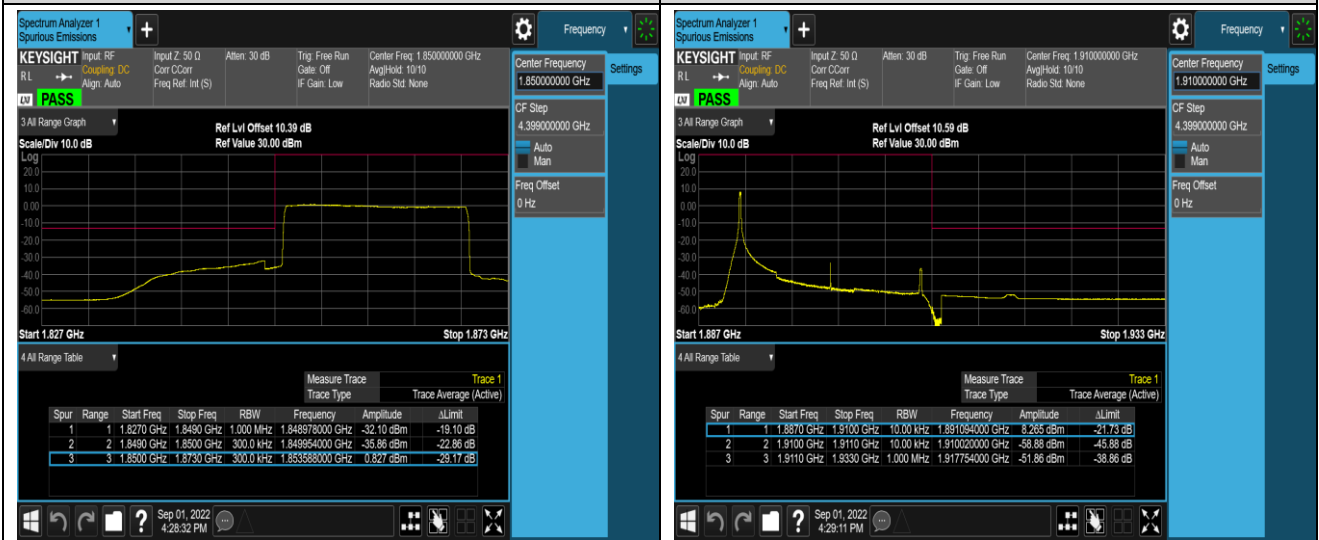 Spectrum Analyzer 1
Spurious Emissions
Frequency
KEYSIGHT Input: RF Input Z: 50 Ω Atten: 30 dB Trig: Free Run Center Freq: 1.850000000 GHz
Coupling: DC Corr CCorr Gate: Off Avg|Hold: 10/10
R L Align: Auto Freq Ref: Int (S) IF Gain: Low Radio Std: None
LXI PASS
Center Frequency
1.850000000 GHz
Settings
CF Step
4.399000000 GHz
Auto
Man
Freq Offset
0 Hz
3 All Range Graph
Ref Lvl Offset 10.39 dB
Scale/Div 10.0 dB Ref Value 30.00 dBm
Log
20.0
10.0
0.00
-10.0
-20.0
-30.0
-40.0
-50.0
-60.0
Start 1.827 GHz Stop 1.873 GHz
4 All Range Table
Measure Trace Trace 1
Trace Type Trace Average (Active)
Spur Range Start Freq Stop Freq RBW Frequency Amplitude ΔLimit
1 1 1.8270 GHz 1.8490 GHz 1.000 MHz 1.848978000 GHz -32.10 dBm -19.10 dB
2 2 1.8490 GHz 1.8500 GHz 300.0 kHz 1.849954000 GHz -35.86 dBm -22.86 dB
3 3 1.8500 GHz 1.8730 GHz 300.0 kHz 1.853588000 GHz 0.827 dBm -29.17 dB
?
Sep 01, 2022
4:28:32 PM
Spectrum Analyzer 1
Spurious Emissions
Frequency
KEYSIGHT Input: RF Input Z: 50 Ω Atten: 30 dB Trig: Free Run Center Freq: 1.910000000 GHz
Coupling: DC Corr CCorr Gate: Off Avg|Hold: 10/10
R L Align: Auto Freq Ref: Int (S) IF Gain: Low Radio Std: None
LXI PASS
Center Frequency
1.910000000 GHz
Settings
CF Step
4.399000000 GHz
Auto
Man
Freq Offset
0 Hz
3 All Range Graph
Ref Lvl Offset 10.59 dB
Scale/Div 10.0 dB Ref Value 30.00 dBm
Log
20.0
10.0
0.00
-10.0
-20.0
-30.0
-40.0
-50.0
-60.0
Start 1.887 GHz Stop 1.933 GHz
4 All Range Table
Measure Trace Trace 1
Trace Type Trace Average (Active)
Spur Range Start Freq Stop Freq RBW Frequency Amplitude ΔLimit
1 1 1.8870 GHz 1.9100 GHz 10.00 kHz 1.891094000 GHz 8.265 dBm -21.73 dB
2 2 1.9100 GHz 1.9110 GHz 10.00 kHz 1.910020000 GHz -58.88 dBm -45.88 dB
3 3 1.9110 GHz 1.9330 GHz 1.000 MHz 1.917754000 GHz -51.86 dBm -38.86 dB
?
Sep 01, 2022
4:29:11 PM